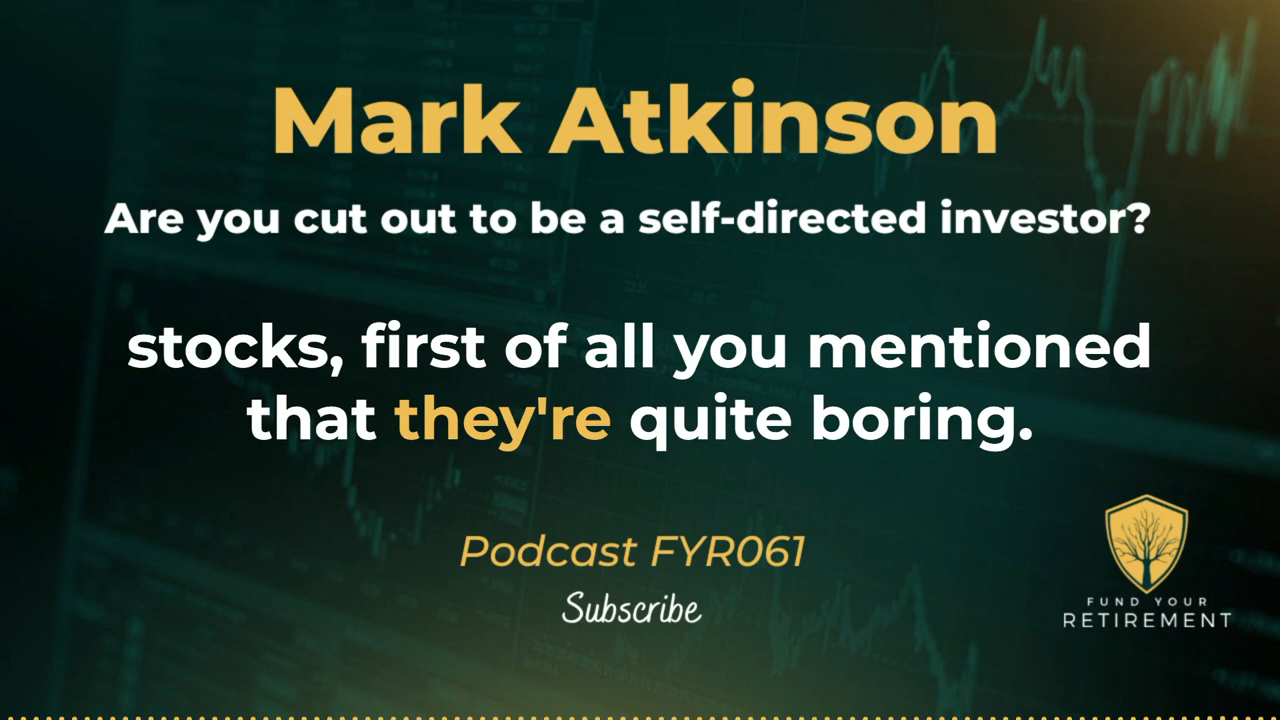 Mark Atkinson
Are you cut out to be a self-directed investor?
stocks, first of all you mentioned
that they're quite boring.
Podcast FYR061
Subscribe
FUND YOUR
RETIREMENT